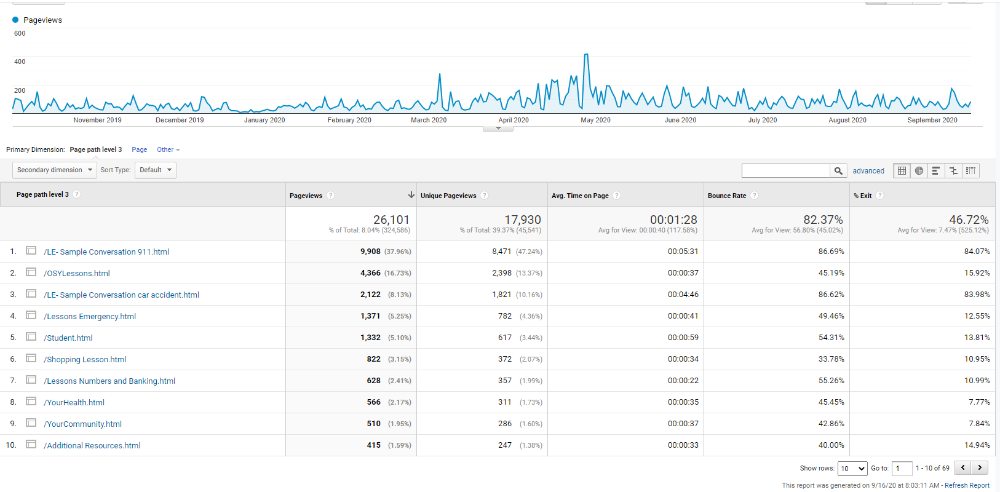 Pageviews
600
400
200
November 2019 December 2019 January 2020 February 2020 March 2020 April 2020 May 2020 June 2020 July 2020 August 2020 September 2020
Primary Dimension: Page path level 3 Page Other
Secondary dimension Sort Type: Default advanced
Page path level 3 ? Pageviews ? Unique Pageviews ? Avg. Time on Page ? Bounce Rate ? % Exit ?
26,101 17,930 00:01:28 82.37% 46.72%
% of Total: 8.04% (324,586) % of Total: 39.37% (45,541) Avg for View: 00:00:40 (117.58%) Avg for View: 56.80% (45.02%) Avg for View: 7.47% (525.12%)
1. /LE- Sample Conversation 911.html 9,908 (37.96%) 8,471 (47.24%) 00:05:31 86.69% 84.07%
2. /OSYLessons.html 4,366 (16.73%) 2,398 (13.37%) 00:00:37 45.19% 15.92%
3. /LE- Sample Conversation car accident.html 2,122 (8.13%) 1,821 (10.16%) 00:04:46 86.62% 83.98%
4. /Lessons Emergency.html 1,371 (5.25%) 782 (4.36%) 00:00:41 49.46% 12.55%
5. /Student.html 1,332 (5.10%) 617 (3.44%) 00:00:59 54.31% 13.81%
6. /Shopping Lesson.html 822 (3.15%) 372 (2.07%) 00:00:34 33.78% 10.95%
7. /Lessons Numbers and Banking.html 628 (2.41%) 357 (1.99%) 00:00:22 55.26% 10.99%
8. /YourHealth.html 566 (2.17%) 311 (1.73%) 00:00:35 45.45% 7.77%
9. /YourCommunity.html 510 (1.95%) 286 (1.60%) 00:00:37 42.86% 7.84%
10. /Additional Resources.html 415 (1.59%) 247 (1.38%) 00:00:33 40.00% 14.94%
Show rows: 10 Go to: 1 1 - 10 of 69
This report was generated on 9/16/20 at 8:03:11 AM - Refresh Report